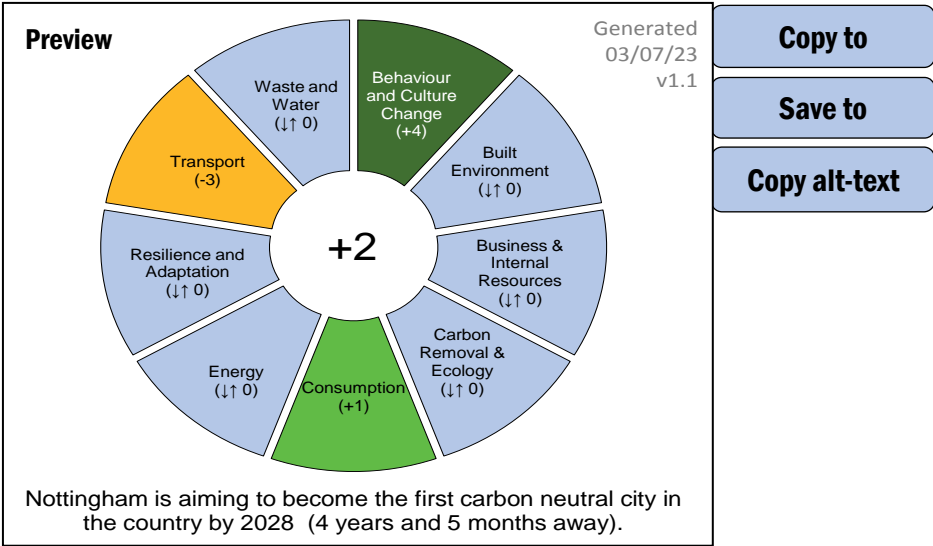 Preview
Generated
03/07/23
v1.1
Copy to
Save to
Copy alt-text
Behaviour
and Culture
Change
(+4)
Built
Environment
(↓↑ 0)
Business &
Internal
Resources
(↓↑ 0)
Carbon
Removal &
Ecology
(↓↑ 0)
Consumption
(+1)
Energy
(↓↑ 0)
Resilience and
Adaptation
(↓↑ 0)
Transport
(-3)
Waste and
Water
(↓↑ 0)
+2
Nottingham is aiming to become the first carbon neutral city in
the country by 2028  (4 years and 5 months away).